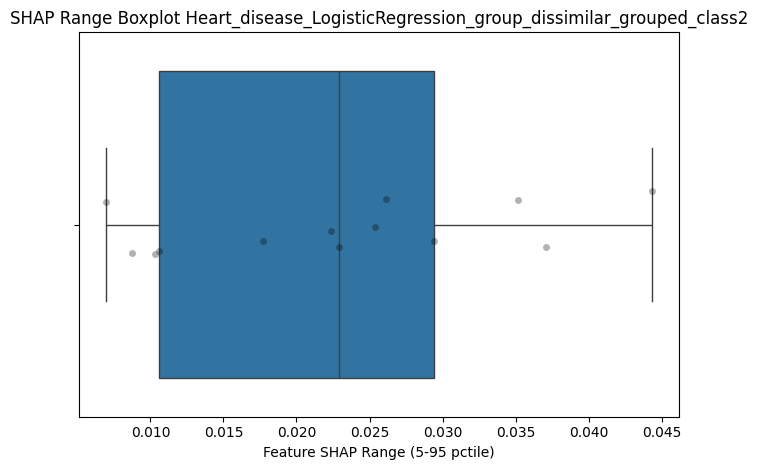 SHAP Range Boxplot Heart_disease_LogisticRegression_group_dissimilar_grouped_class2
0.010 0.015 0.020 0.025 0.030 0.035 0.040 0.045
Feature SHAP Range (5-95 pctile)